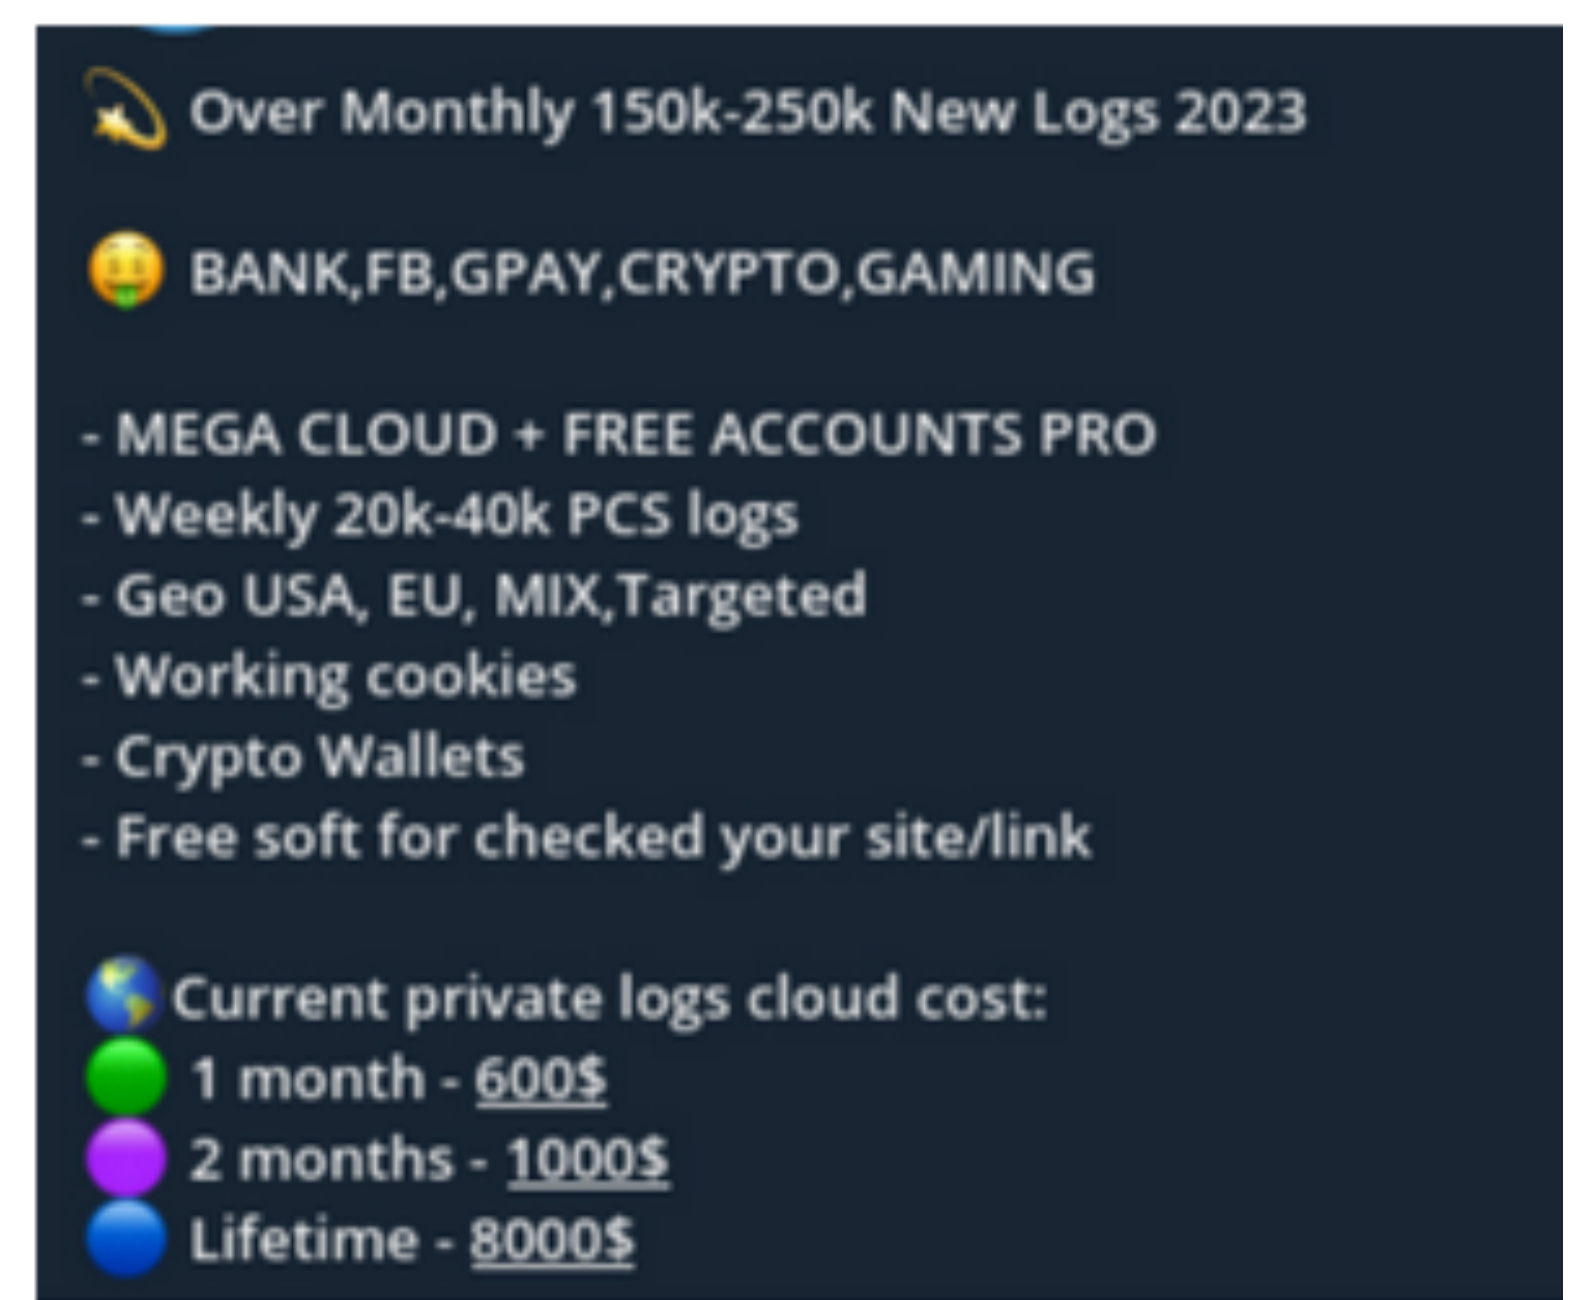 Over Monthly 150k-250k New Logs 2023
BANK,FB,GPAY,CRYPTO,GAMING
- MEGA CLOUD + FREE ACCOUNTS PRO
- Weekly 20k-40k PCS logs
- Geo USA, EU, MIX,Targeted
- Working cookies
- Crypto Wallets
- Free soft for checked your site/link
Current private logs cloud cost:
1 month - 600$
2 months - 1000$
Lifetime - 8000$